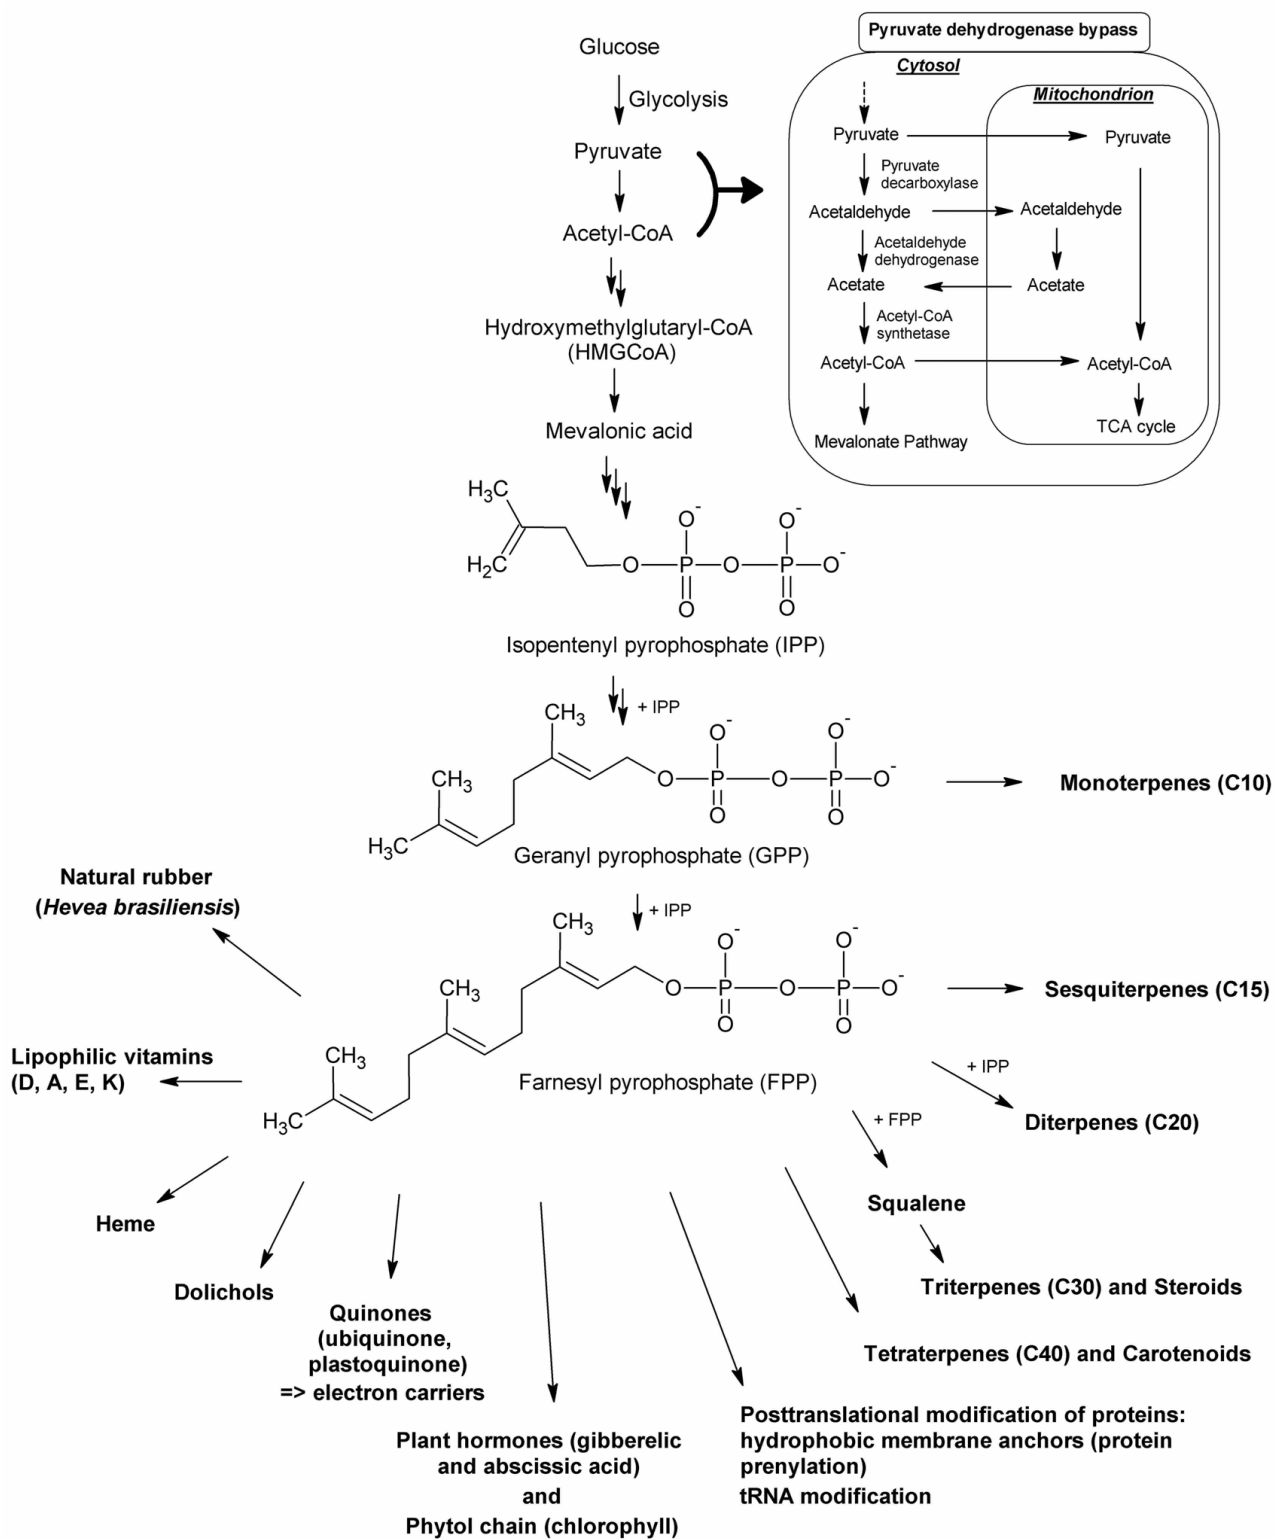 Glucose
Glycolysis
Pyruvate
Acetyl-CoA
Hydroxymethylglutaryl-CoA
(HMGCoA)
Mevalonic acid
Pyruvate dehydrogenase bypass
Cytosol
Mitochondrion
Pyruvate
Pyruvate
Pyruvate
decarboxylase
Acetaldehyde
Acetaldehyde
Acetaldehyde
dehydrogenase
Acetate
Acetate
Acetyl-CoA
synthetase
Acetyl-CoA
Acetyl-CoA
Mevalonate Pathway
TCA cycle
H3C
H2C
O
P
O
P
O-
O-
O-
O
O
Isopentenyl pyrophosphate (IPP)
+ IPP
CH3
CH3
H3C
O
P
O
P
O-
O-
O-
O
O
Geranyl pyrophosphate (GPP)
Monoterpenes (C10)
+ IPP
CH3
CH3
CH3
H3C
O
P
O
P
O-
O-
O-
O
O
Farnesyl pyrophosphate (FPP)
Sesquiterpenes (C15)
+ IPP
Diterpenes (C20)
+ FPP
Squalene
Triterpenes (C30) and Steroids
Tetraterpenes (C40) and Carotenoids
Posttranslational modification of proteins:
hydrophobic membrane anchors (protein
prenylation)
tRNA modification
Plant hormones (gibberelic
and abscissic acid)
and
Phytol chain (chlorophyll)
Quinones
(ubiquinone,
plastoquinone)
=> electron carriers
Dolichols
Heme
Lipophilic vitamins
(D, A, E, K)
Natural rubber
(Hevea brasiliensis)